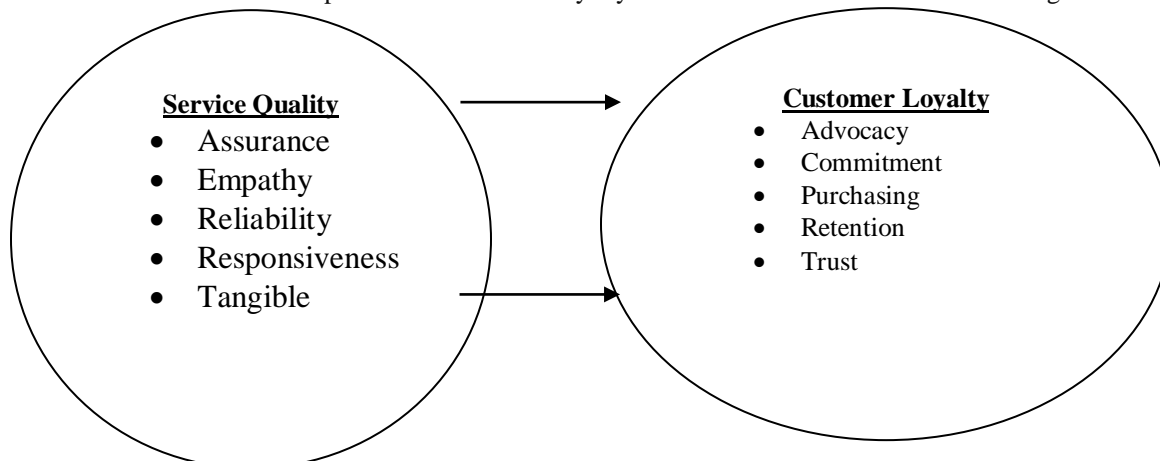 Service Quality
• Assurance
• Empathy
• Reliability
• Responsiveness
• Tangible
Customer Loyalty
• Advocacy
• Commitment
• Purchasing
• Retention
• Trust